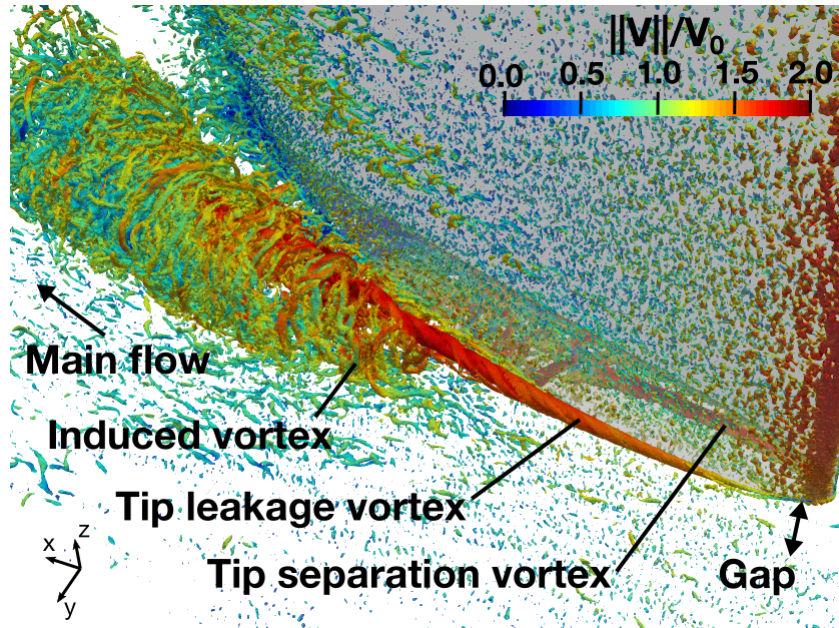 ||V||/V₀
0.0 0.5 1.0 1.5 2.0
Main flow
Induced vortex
Tip leakage vortex
Tip separation vortex
Gap
x
z
y